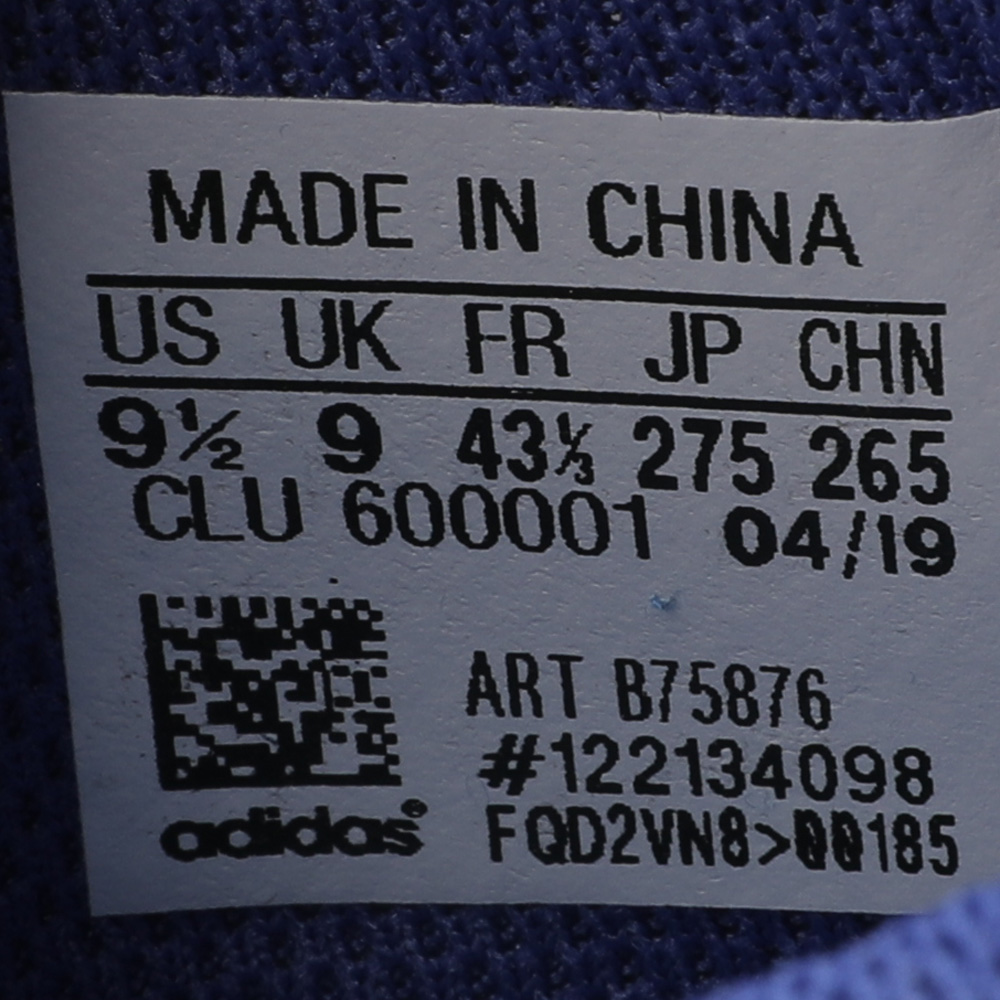 MADE IN CHINA
US UK FR JP CHN
9½ 9 43⅓ 275 265
CLU 600001 04/19
ART B75876
#122134098
adidas®
FQD2VN8>00185